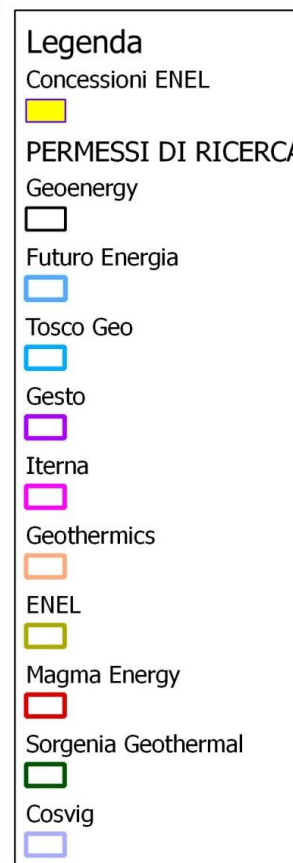 Legenda
Concessioni ENEL
PERMESSI DI RICERCA
Geoenergy
Futuro Energia
Tosco Geo
Gesto
Iterna
Geothermics
ENEL
Magma Energy
Sorgenia Geothermal
Cosvig